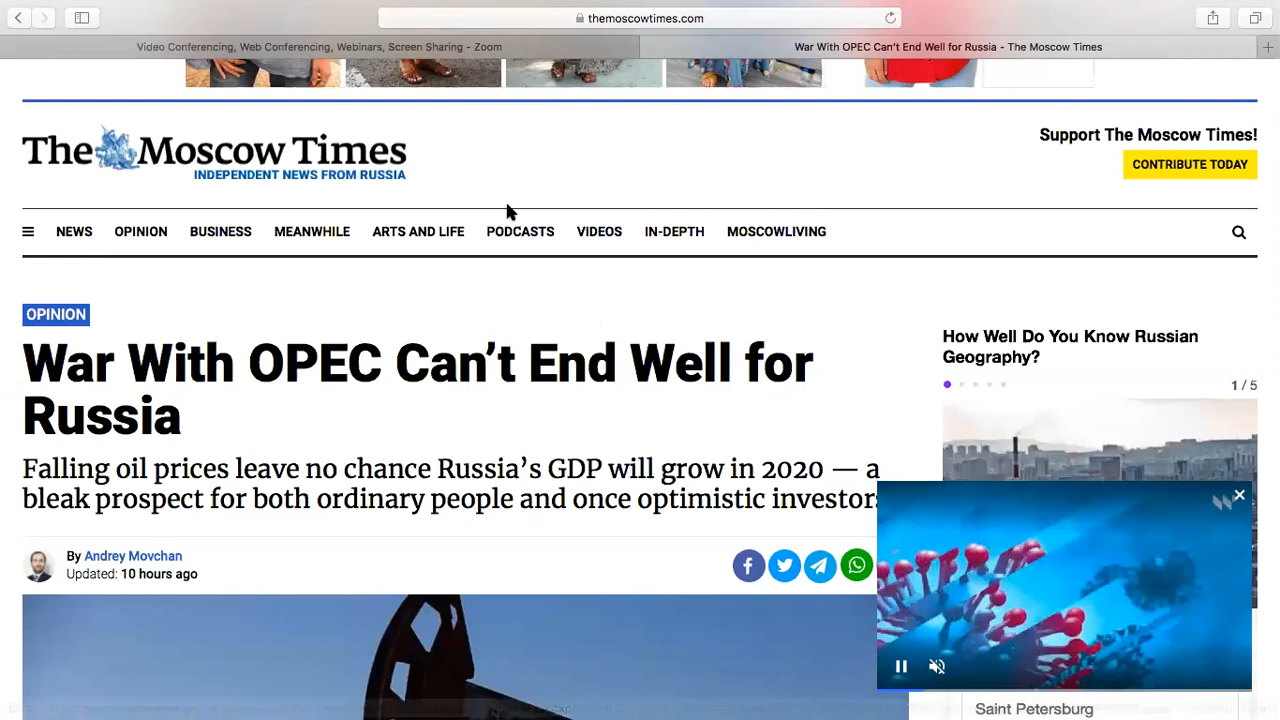 themoscowtimes.com
Video Conferencing, Web Conferencing, Webinars, Screen Sharing - Zoom
War With OPEC Can't End Well for Russia - The Moscow Times
The Moscow Times
INDEPENDENT NEWS FROM RUSSIA
Support The Moscow Times!
CONTRIBUTE TODAY
NEWS OPINION BUSINESS MEANWHILE ARTS AND LIFE PODCASTS VIDEOS IN-DEPTH MOSCOWLIVING
OPINION
War With OPEC Can't End Well for
Russia
Falling oil prices leave no chance Russia's GDP will grow in 2020 — a
bleak prospect for both ordinary people and once optimistic investors
By Andrey Movchan
Updated: 10 hours ago
How Well Do You Know Russian
Geography?
1 / 5
Saint Petersburg